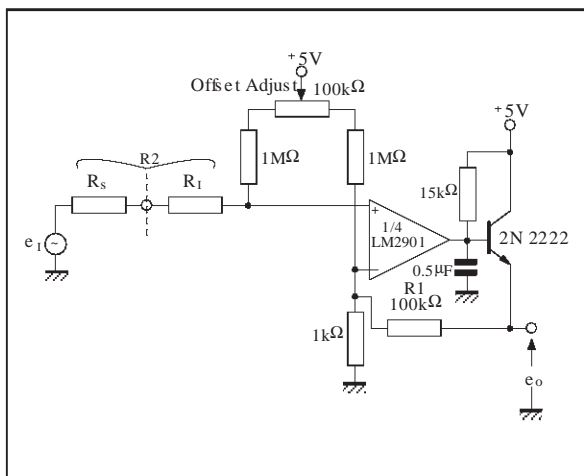 +5V
Offset Adjust
100kΩ
+5V
R2
1MΩ
1MΩ
15kΩ
RS
RI
+
1/4
LM2901
2N 2222
eI
~
0.5µF
−
R1
100kΩ
1kΩ
eo